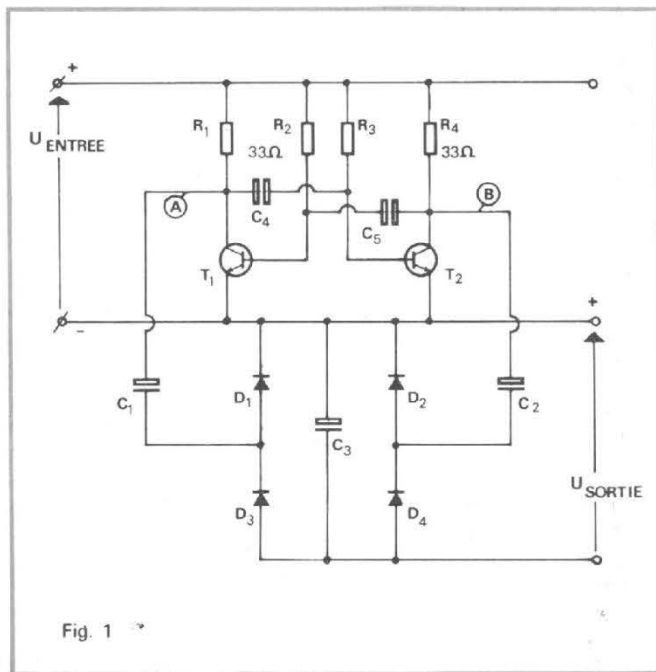 +
R₁ R₂ R₃ R₄
U ENTREE
33Ω 33Ω
A B
C₄
C₅
T₁ T₂
− +
C₁ D₁ C₃ D₂ C₂
U SORTIE
D₃ D₄
Fig. 1